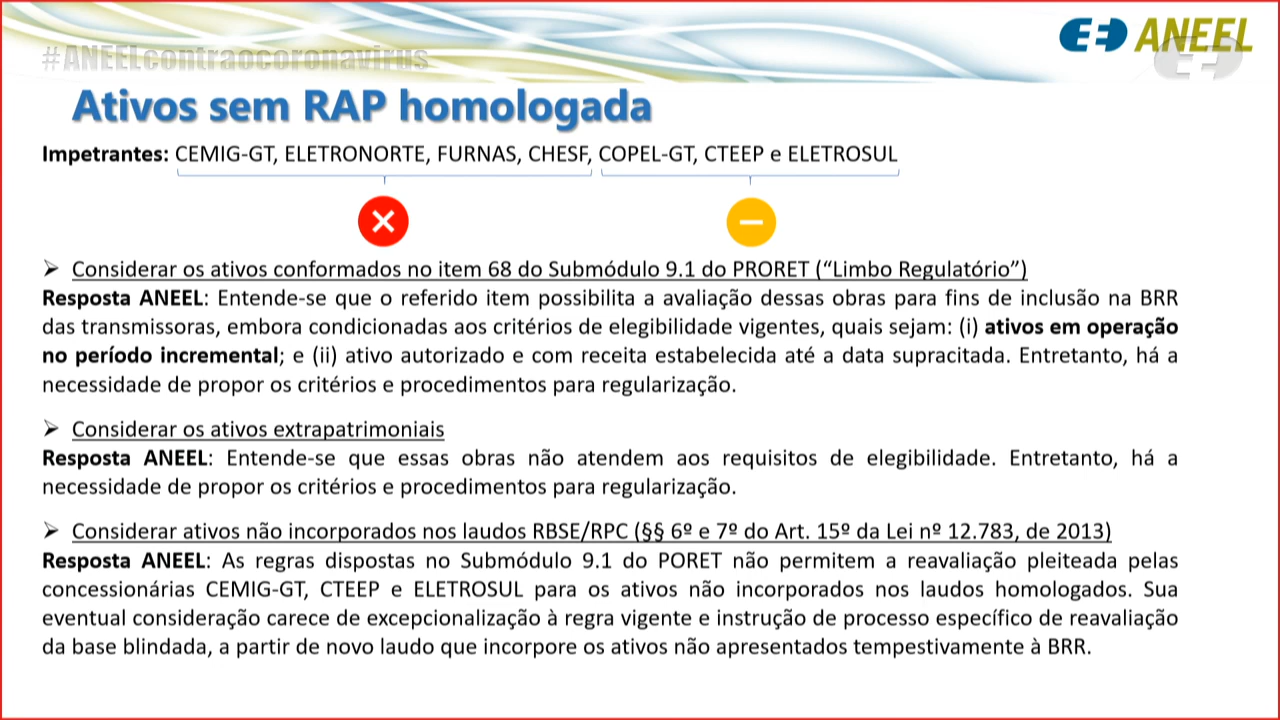 #ANEELcontraocoronavirus
ANEEL
Ativos sem RAP homologada
Impetrantes: CEMIG-GT, ELETRONORTE, FURNAS, CHESF, COPEL-GT, CTEEP e ELETROSUL
➢ Considerar os ativos conformados no item 68 do Submódulo 9.1 do PRORET (“Limbo Regulatório”)
Resposta ANEEL: Entende-se que o referido item possibilita a avaliação dessas obras para fins de inclusão na BRR
das transmissoras, embora condicionadas aos critérios de elegibilidade vigentes, quais sejam: (i) ativos em operação
no período incremental; e (ii) ativo autorizado e com receita estabelecida até a data supracitada. Entretanto, há a
necessidade de propor os critérios e procedimentos para regularização.
➢ Considerar os ativos extrapatrimoniais
Resposta ANEEL: Entende-se que essas obras não atendem aos requisitos de elegibilidade. Entretanto, há a
necessidade de propor os critérios e procedimentos para regularização.
➢ Considerar ativos não incorporados nos laudos RBSE/RPC (§§ 6º e 7º do Art. 15º da Lei nº 12.783, de 2013)
Resposta ANEEL: As regras dispostas no Submódulo 9.1 do PORET não permitem a reavaliação pleiteada pelas
concessionárias CEMIG-GT, CTEEP e ELETROSUL para os ativos não incorporados nos laudos homologados. Sua
eventual consideração carece de excepcionalização à regra vigente e instrução de processo específico de reavaliação
da base blindada, a partir de novo laudo que incorpore os ativos não apresentados tempestivamente à BRR.